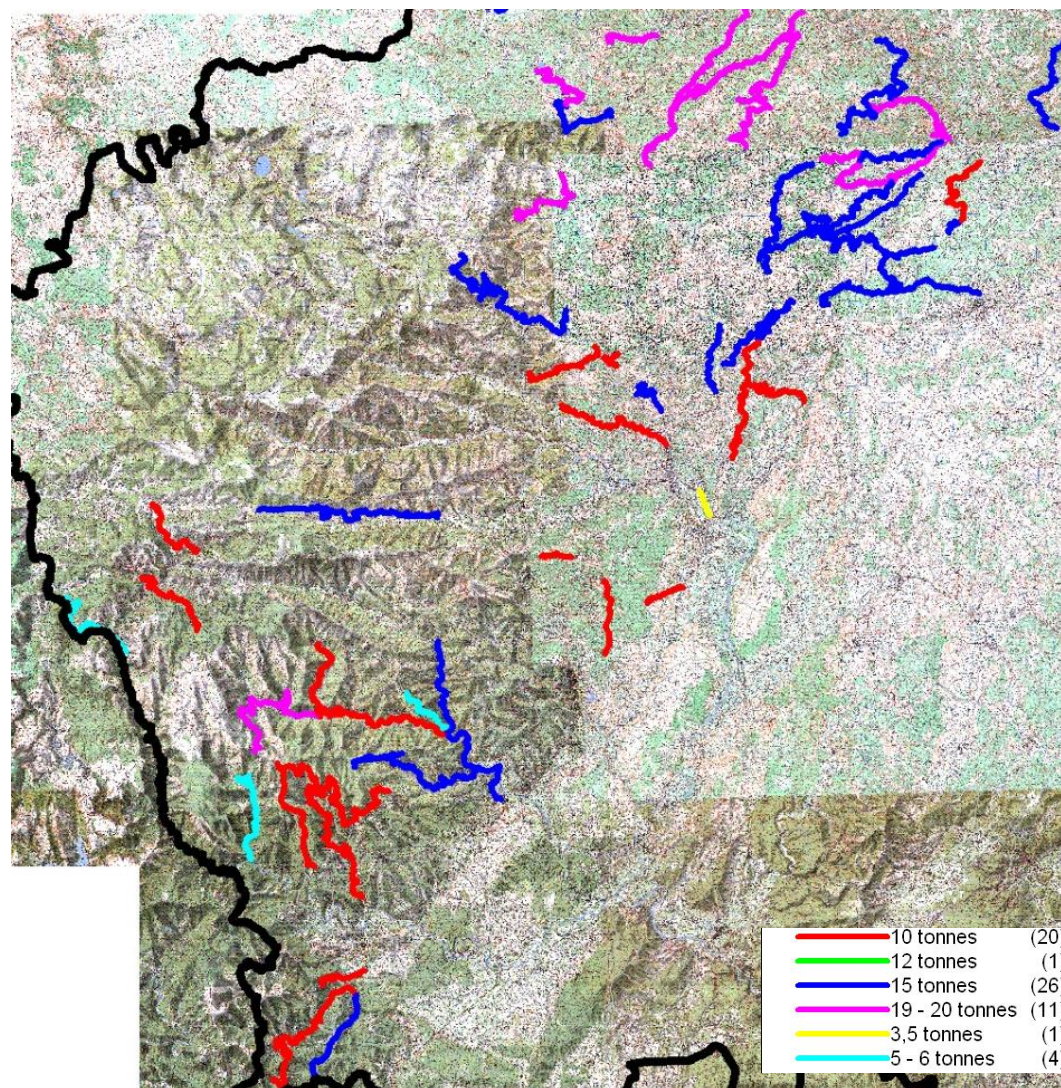 10 tonnes (20
12 tonnes (1
15 tonnes (26
19 - 20 tonnes (11
3,5 tonnes (1
5 - 6 tonnes (4